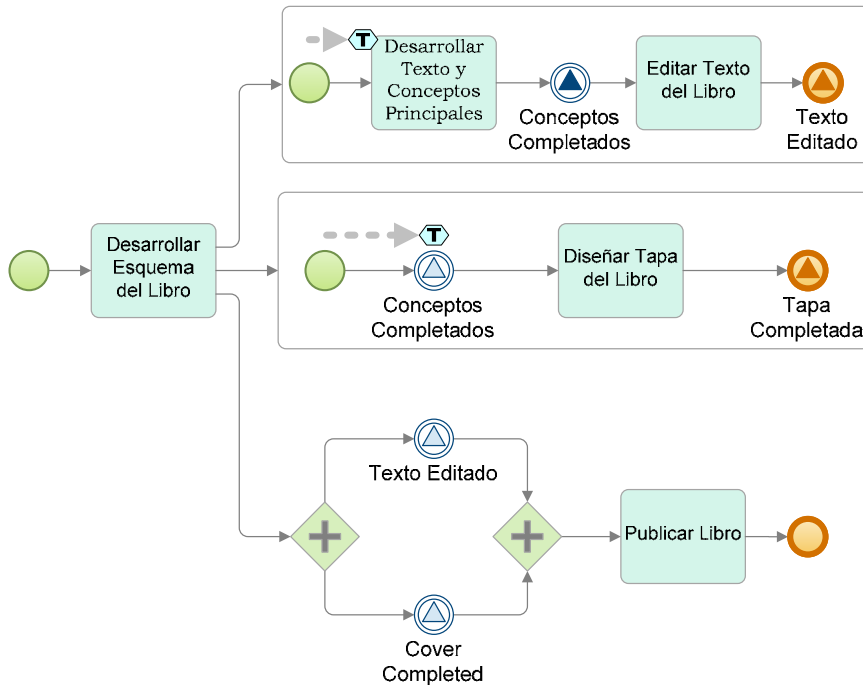 T
Desarrollar
Texto y
Conceptos
Principales
Conceptos
Completados
Editar Texto
del Libro
Texto
Editado
Desarrollar
Esquema
del Libro
T
Conceptos
Completados
Diseñar Tapa
del Libro
Tapa
Completada
Texto Editado
Publicar Libro
Cover
Completed